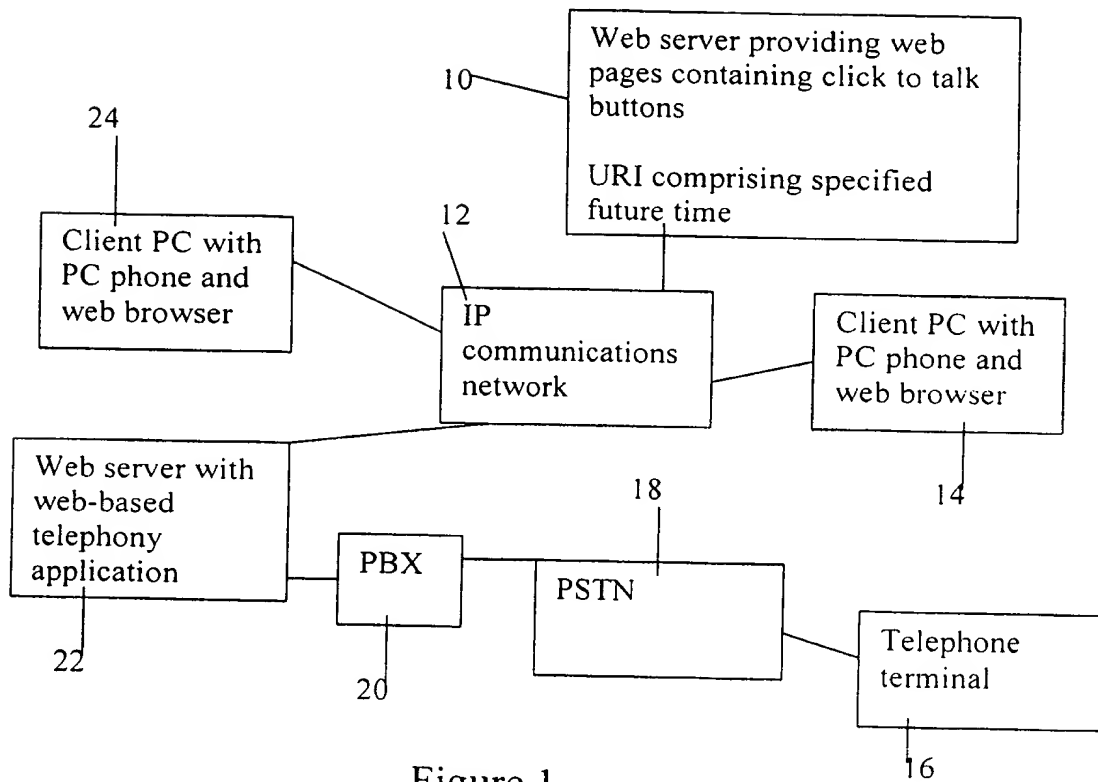 Web server providing web
pages containing click to talk
buttons
URI comprising specified
future time
10
24
12
Client PC with
PC phone and
web browser
IP
communications
network
Client PC with
PC phone and
web browser
Web server with
web-based
telephony
application
18
14
PBX
PSTN
Telephone
terminal
22
20
16
Figure 1